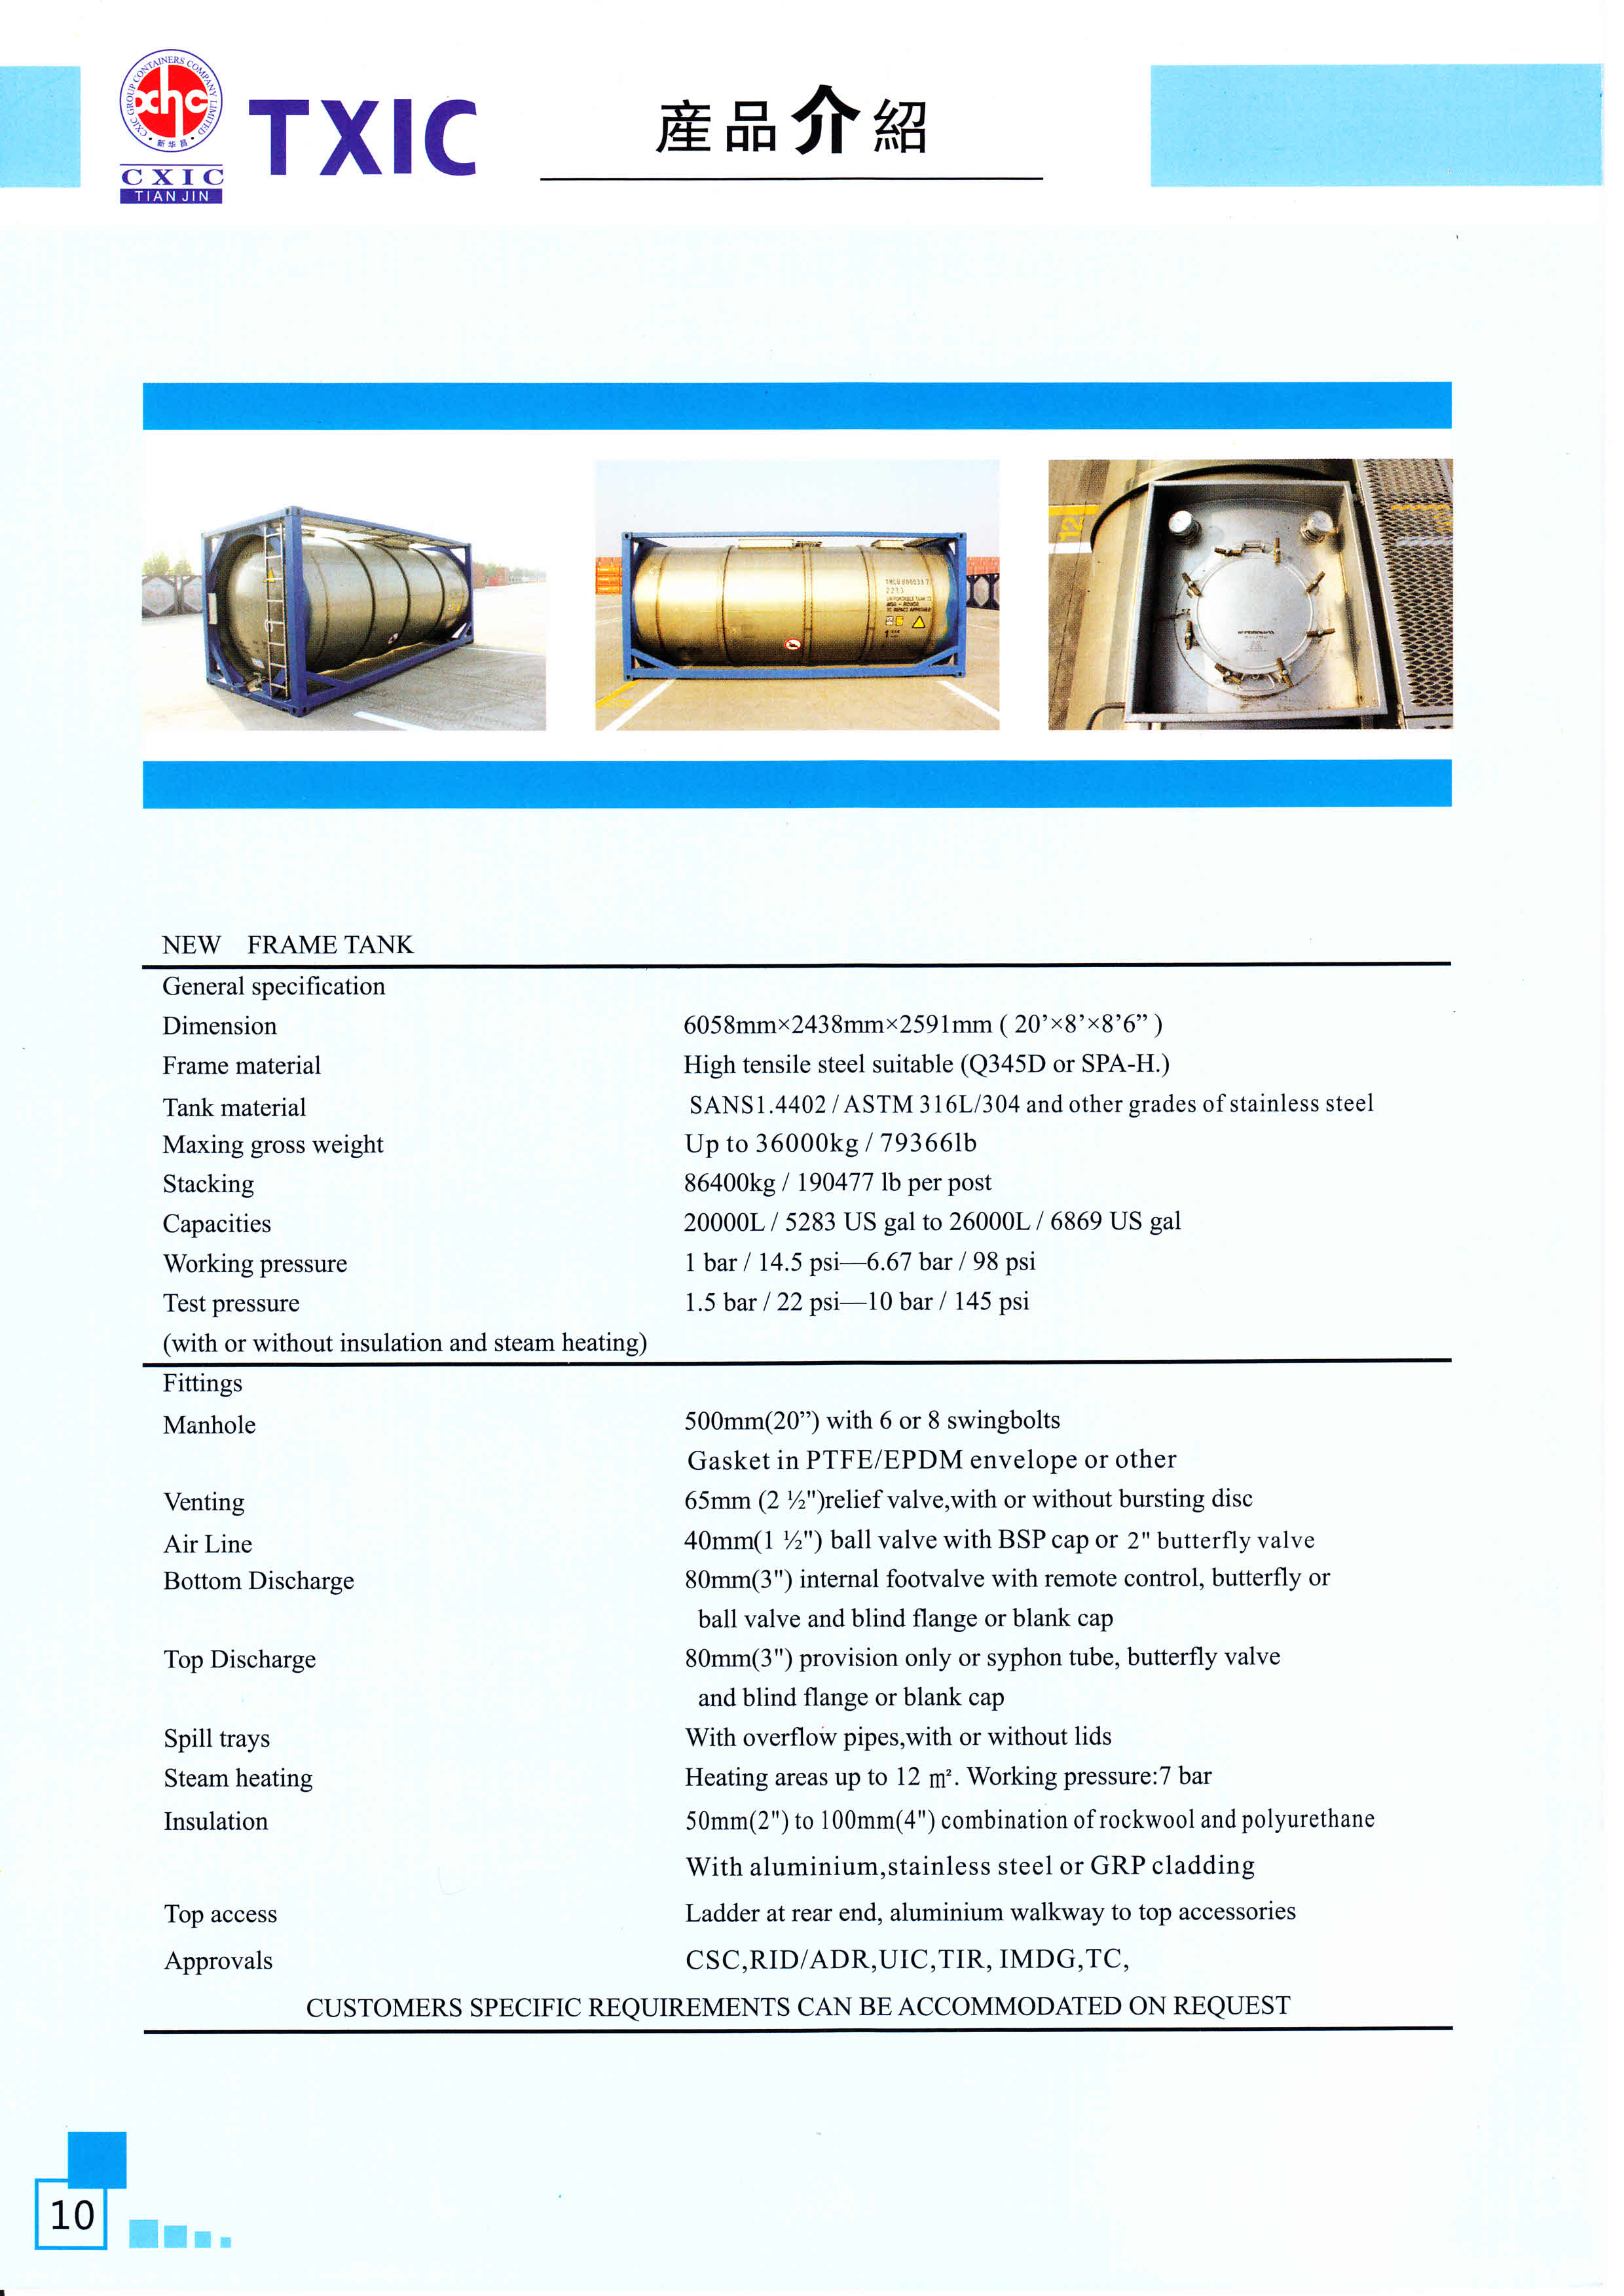 CXIC GROUP CONTAINERS COMPANY LIMITED
新华昌
xhc
CXIC
TIANJIN
TXIC
産品介紹
12
NEW FRAME TANK
General specification
Dimension 6058mm×2438mm×2591mm ( 20’×8’×8’6” )
Frame material High tensile steel suitable (Q345D or SPA-H.)
Tank material SANS1.4402 / ASTM 316L/304 and other grades of stainless steel
Maxing gross weight Up to 36000kg / 79366lb
Stacking 86400kg / 190477 lb per post
Capacities 20000L / 5283 US gal to 26000L / 6869 US gal
Working pressure 1 bar / 14.5 psi—6.67 bar / 98 psi
Test pressure 1.5 bar / 22 psi—10 bar / 145 psi
(with or without insulation and steam heating)
Fittings
Manhole 500mm(20”) with 6 or 8 swingbolts
Gasket in PTFE/EPDM envelope or other
Venting 65mm (2 ½")relief valve,with or without bursting disc
Air Line 40mm(1 ½") ball valve with BSP cap or 2" butterfly valve
Bottom Discharge 80mm(3") internal footvalve with remote control, butterfly or
ball valve and blind flange or blank cap
Top Discharge 80mm(3") provision only or syphon tube, butterfly valve
and blind flange or blank cap
Spill trays With overflow pipes,with or without lids
Steam heating Heating areas up to 12 ㎡. Working pressure:7 bar
Insulation 50mm(2") to 100mm(4") combination of rockwool and polyurethane
With aluminium,stainless steel or GRP cladding
Top access Ladder at rear end, aluminium walkway to top accessories
Approvals CSC,RID/ADR,UIC,TIR, IMDG,TC,
CUSTOMERS SPECIFIC REQUIREMENTS CAN BE ACCOMMODATED ON REQUEST
10